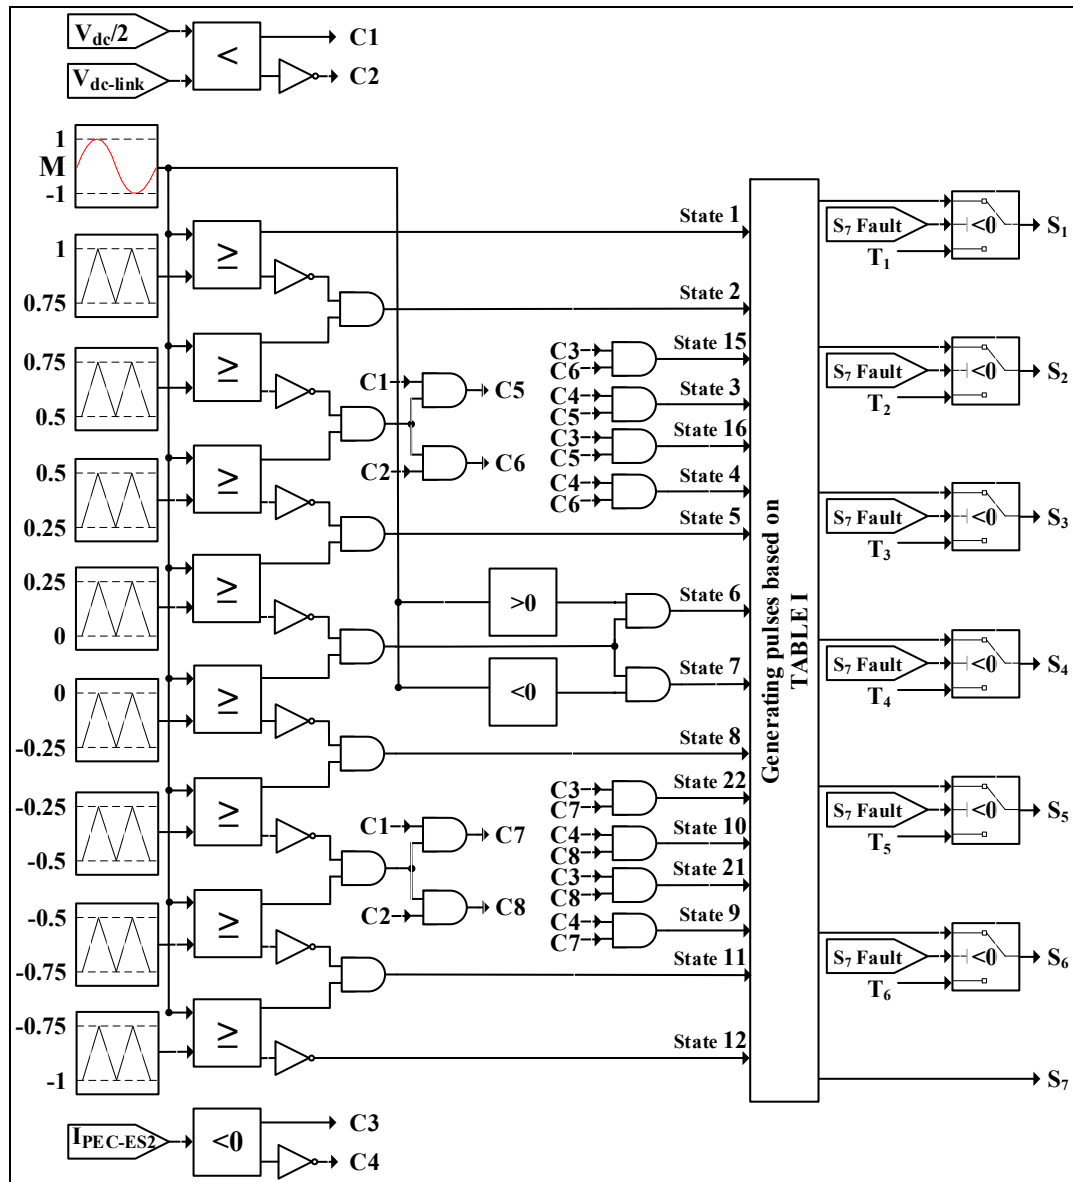 V_dc/2
V_dc-link
<
C1
C2
1
M
-1
1
0.75
≥
State 1
State 2
0.75
0.5
≥
C1
C2
C5
C6
C3
C6
State 15
C4
C5
State 3
C3
C5
State 16
C4
C6
State 4
0.5
0.25
≥
State 5
0.25
0
≥
>0
<0
State 6
State 7
0
-0.25
≥
State 8
-0.25
-0.5
≥
C1
C2
C7
C8
C3
C7
State 22
C4
C8
State 10
C3
C8
State 21
C4
C7
State 9
-0.5
-0.75
≥
State 11
-0.75
-1
≥
State 12
I_PEC-ES2
<0
C3
C4
Generating pulses based on
TABLE I
S₇ Fault
<0
T₁
S₁
S₇ Fault
<0
T₂
S₂
S₇ Fault
<0
T₃
S₃
S₇ Fault
<0
T₄
S₄
S₇ Fault
<0
T₅
S₅
S₇ Fault
<0
T₆
S₆
S₇